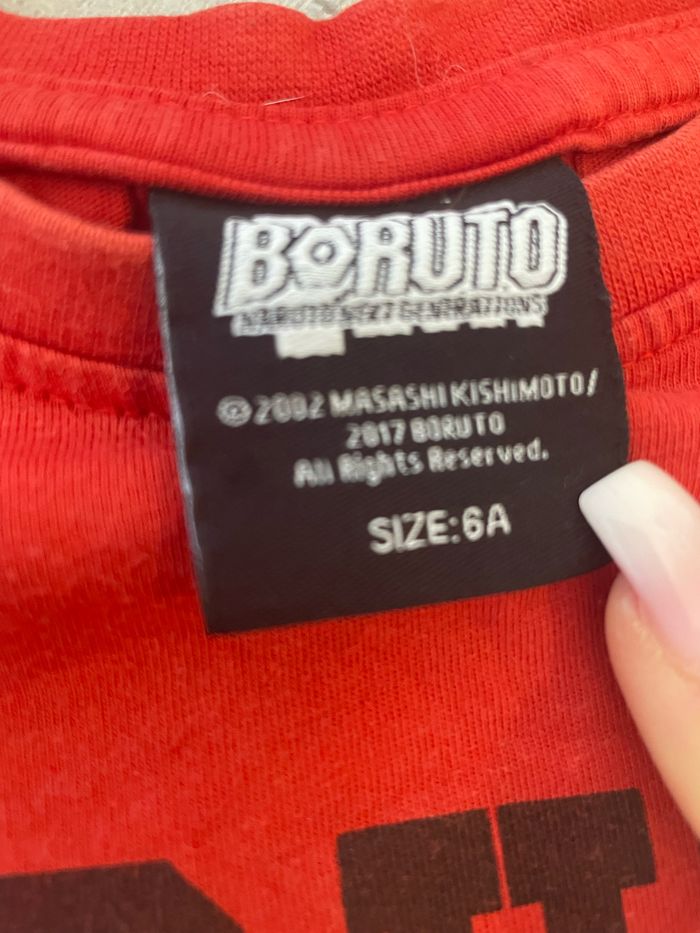 BORUTO
NARUTO NEXT GENERATIONS
©2002 MASASHI KISHIMOTO/
2017 BORUTO
All Rights Reserved.
SIZE:6A